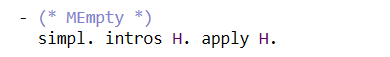 - (* MEmpty *)
simpl. intros H. apply H.